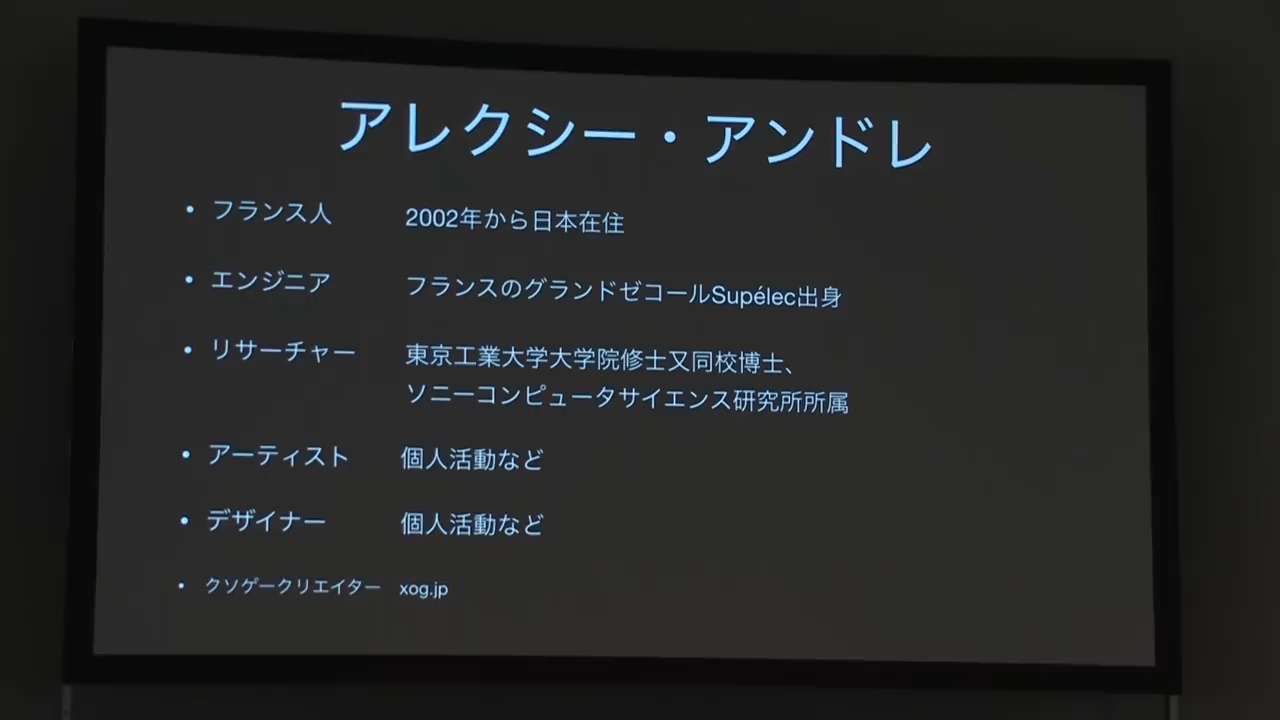 アレクシー・アンドレ
• フランス人 2002年から日本在住
• エンジニア フランスのグランドゼコールSupélec出身
• リサーチャー 東京工業大学大学院修士又同校博士、
ソニーコンピュータサイエンス研究所所属
• アーティスト 個人活動など
• デザイナー 個人活動など
• クソゲークリエイター xog.jp